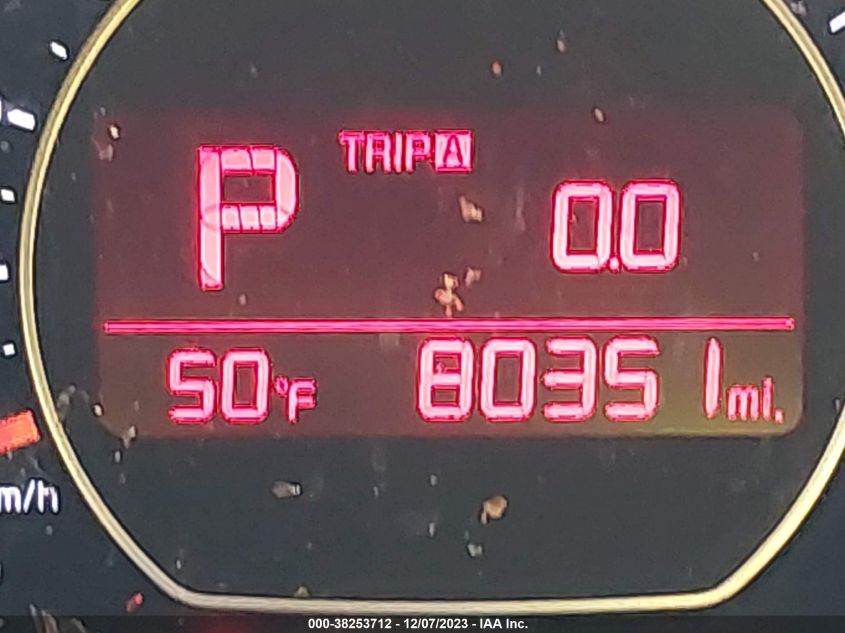 TRIP A
P
0.0
50°F 80351 mi.
m/h
000-38253712 - 12/07/2023 - IAA Inc.